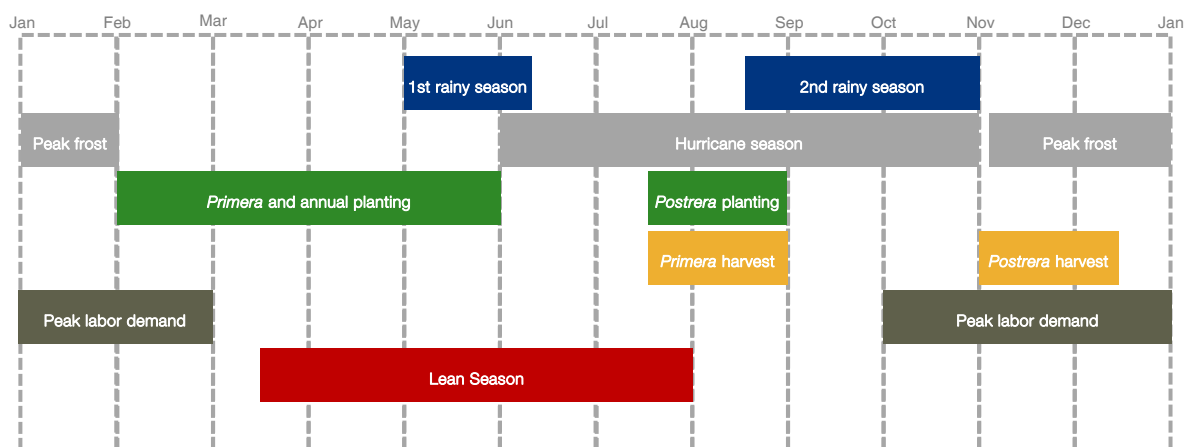 Jan Feb Mar Apr May Jun Jul Aug Sep Oct Nov Dec Jan
1st rainy season 2nd rainy season
Peak frost Hurricane season Peak frost
Primera and annual planting Postrera planting
Primera harvest Postrera harvest
Peak labor demand Peak labor demand
Lean Season